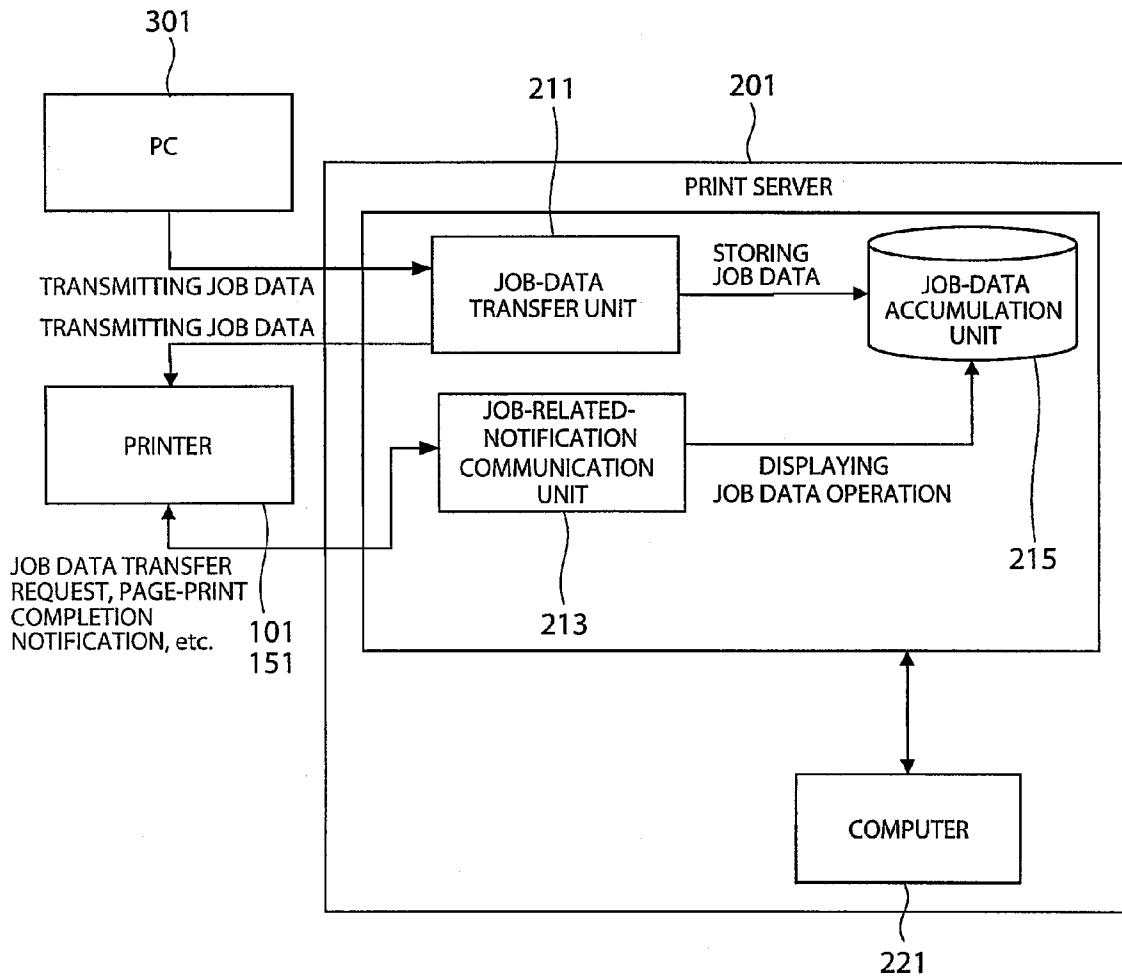 301
PC
211
201
PRINT SERVER
TRANSMITTING JOB DATA
TRANSMITTING JOB DATA
JOB-DATA
TRANSFER UNIT
STORING
JOB DATA
JOB-DATA
ACCUMULATION
UNIT
PRINTER
JOB-RELATED-
NOTIFICATION
COMMUNICATION
UNIT
DISPLAYING
JOB DATA OPERATION
215
JOB DATA TRANSFER
REQUEST, PAGE-PRINT
COMPLETION
NOTIFICATION, etc.
101
151
213
COMPUTER
221